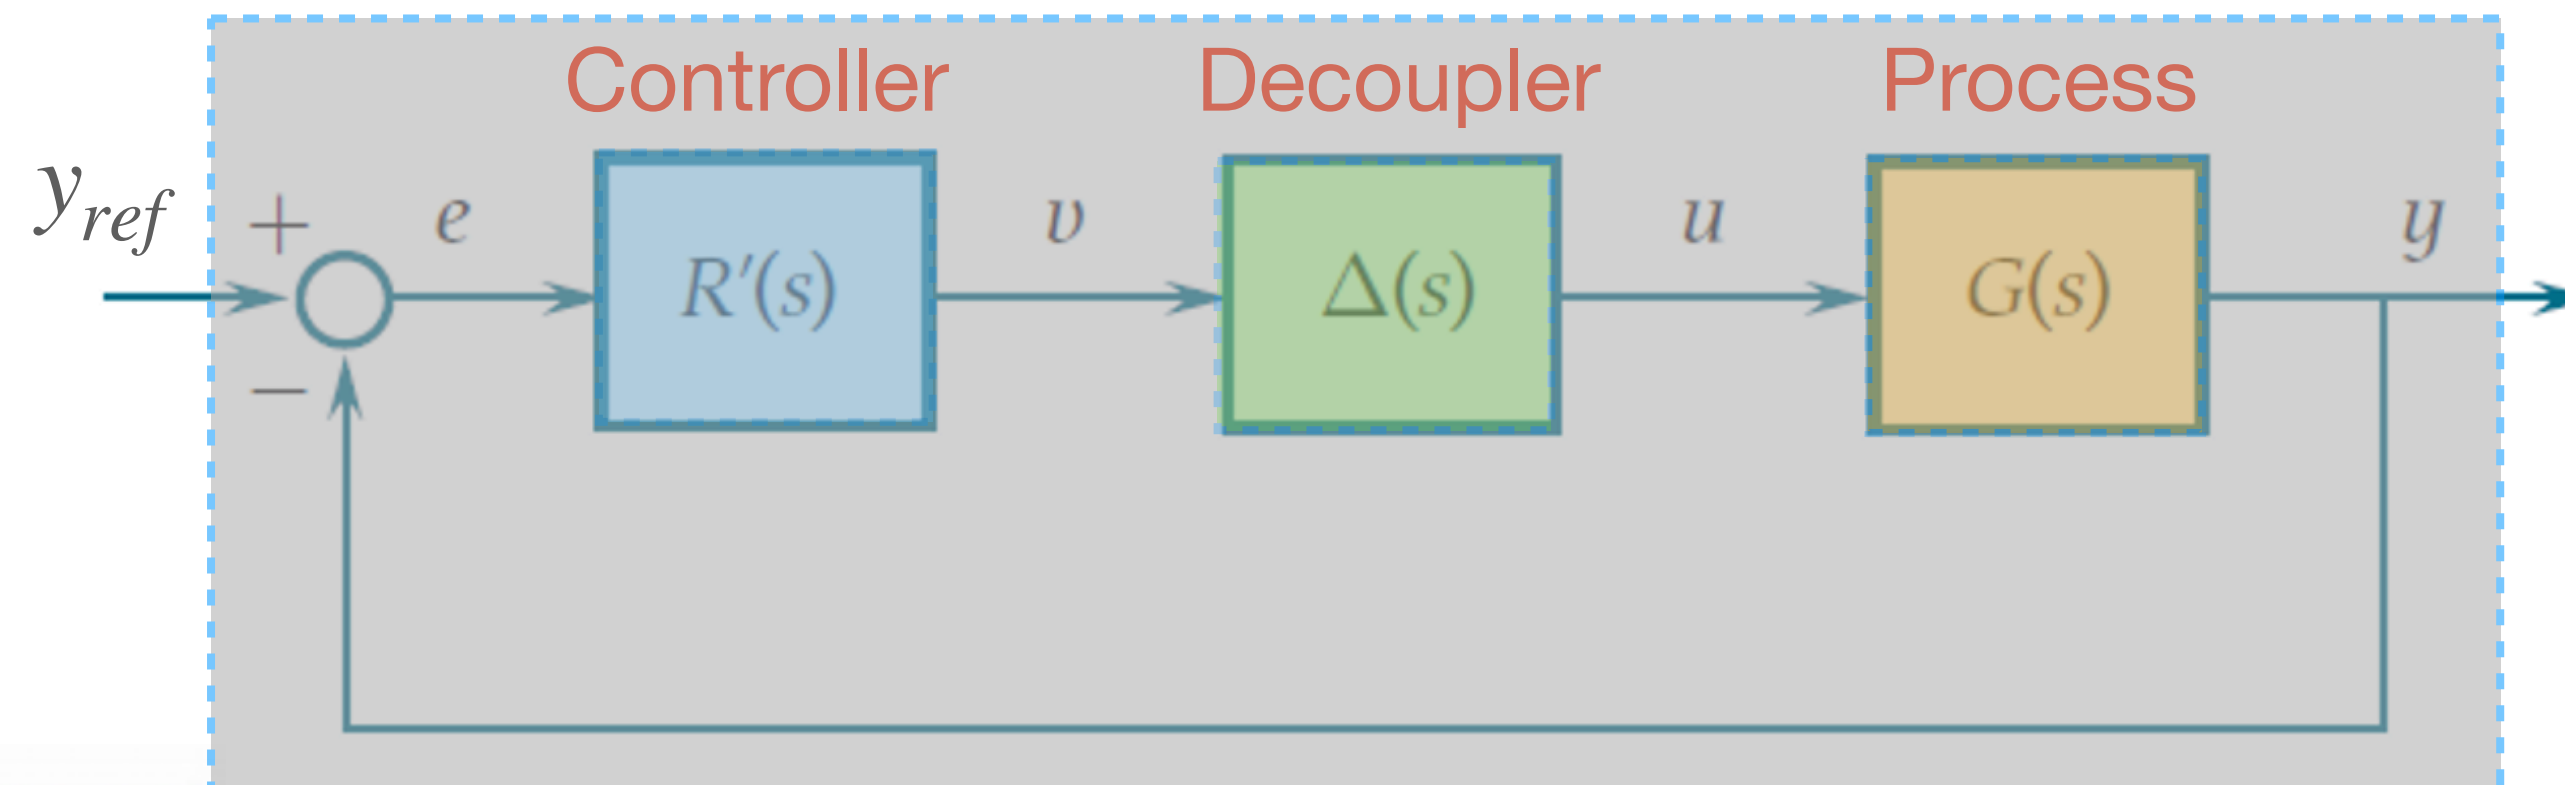 Controller Decoupler Process
y_ref + e v u y
R′(s) Δ(s) G(s)
−